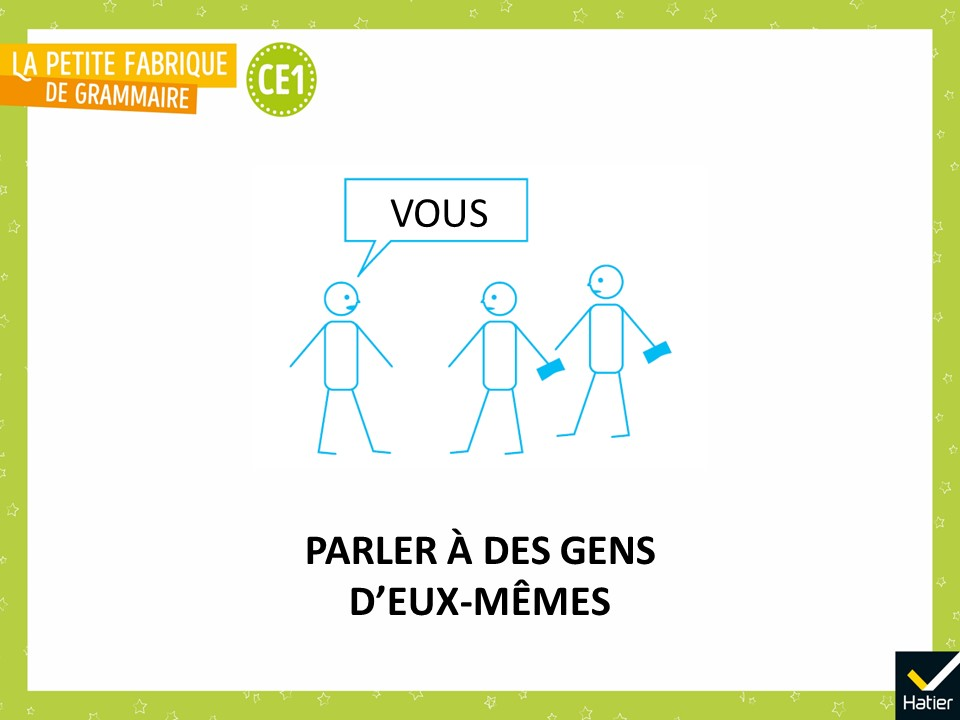 LA PETITE FABRIQUE
DE GRAMMAIRE
CE1
VOUS
PARLER À DES GENS
D’EUX-MÊMES
Hatier